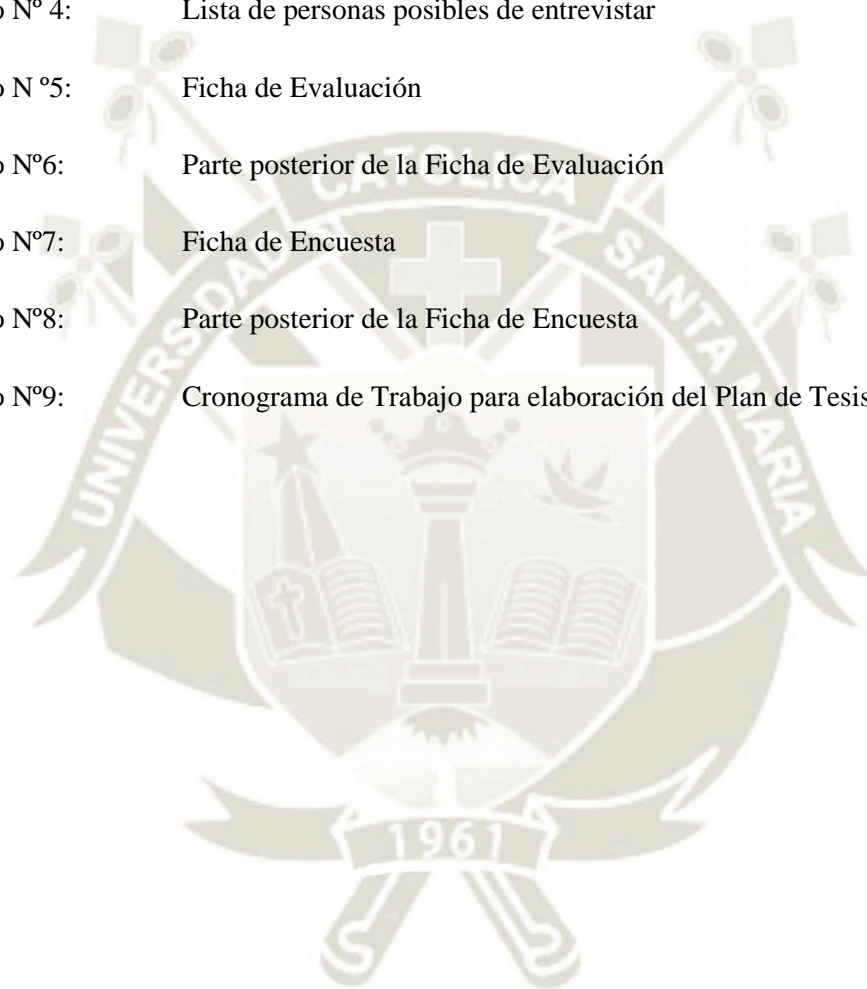 o Nº 4: Lista de personas posibles de entrevistar
o N º5: Ficha de Evaluación
o Nº6: Parte posterior de la Ficha de Evaluación
o Nº7: Ficha de Encuesta
o Nº8: Parte posterior de la Ficha de Encuesta
o Nº9: Cronograma de Trabajo para elaboración del Plan de Tesis
UNIVERSIDAD CATOLICA SANTA MARIA
1961